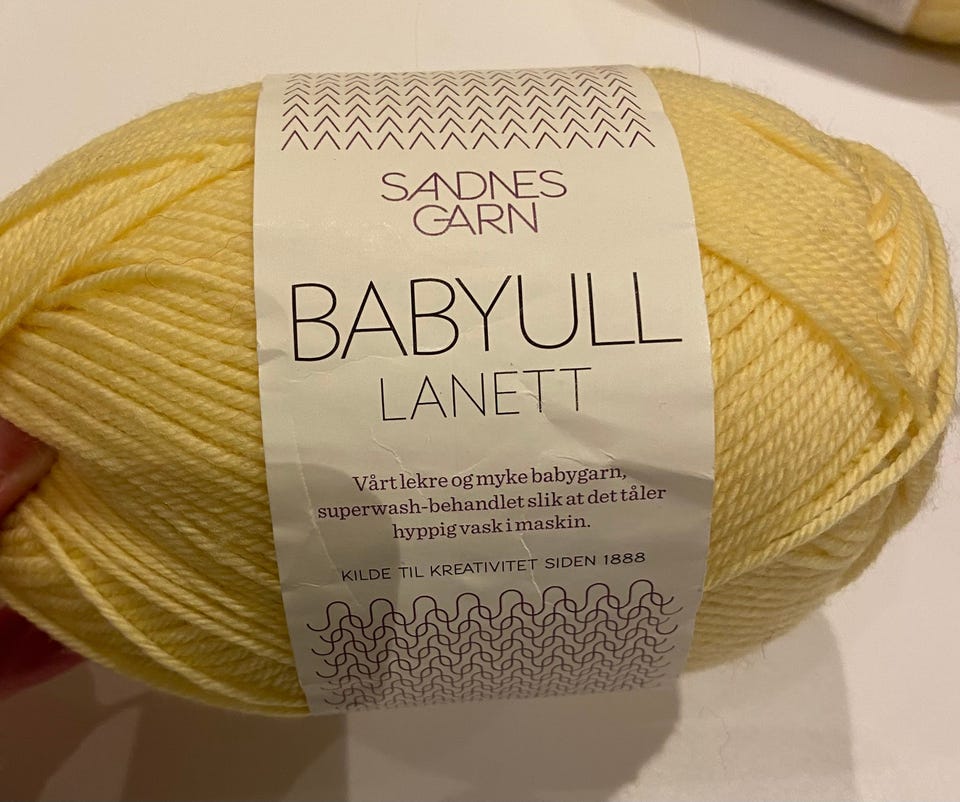 SANDNES
GARN
BABYULL
LANETT
Vårt lekre og myke babygarn,
superwash-behandlet slik at det tåler
hyppig vask i maskin.
KILDE TIL KREATIVITET SIDEN 1888